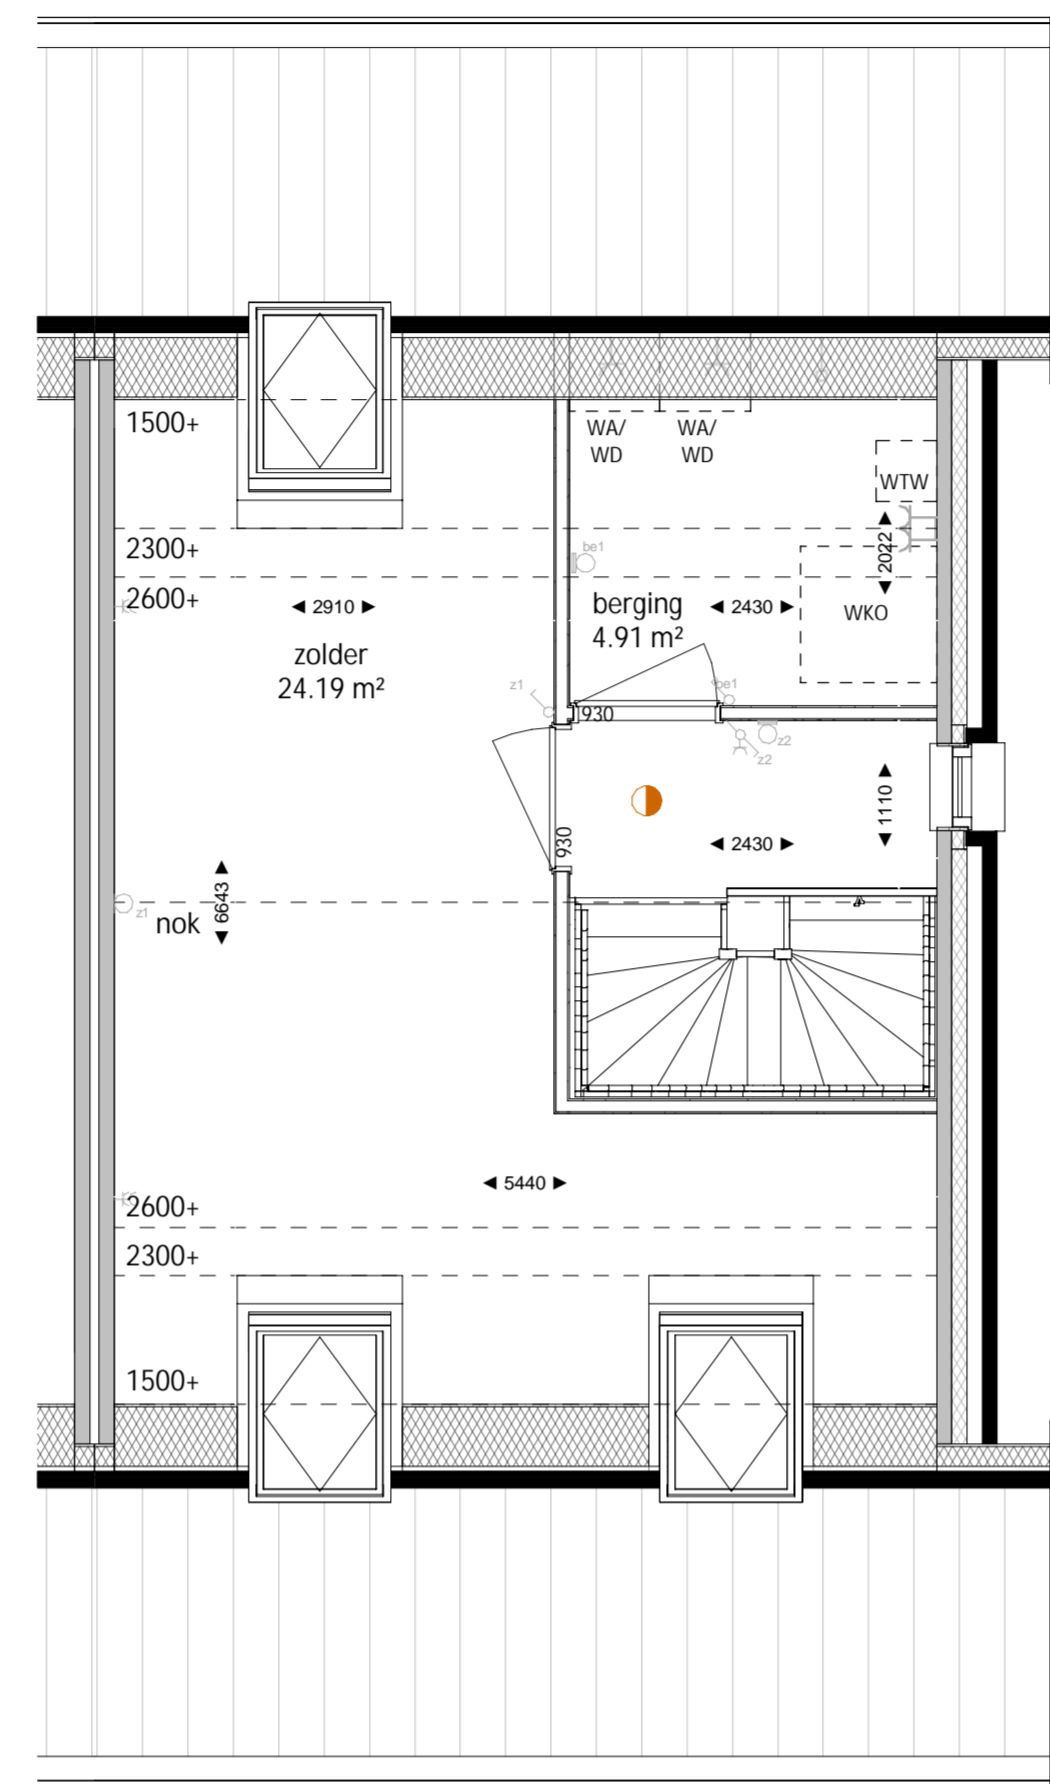 1500+
WA/
WD
WA/
WD
WTW
2300+
be1
2022
2600+
2910
berging
4.91 m²
2430
WKO
zolder
24.19 m²
z1
be1
930
z2
z2
1110
930
2430
6643
z1
nok
5440
2600+
2300+
1500+